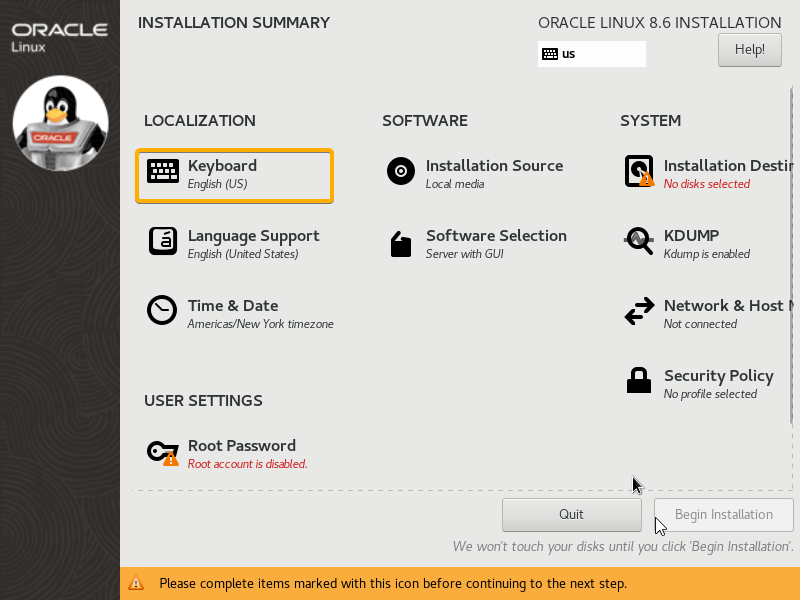 ORACLE
Linux
ORACLE
INSTALLATION SUMMARY
ORACLE LINUX 8.6 INSTALLATION
us
Help!
LOCALIZATION
Keyboard
English (US)
Language Support
English (United States)
Time & Date
Americas/New York timezone
USER SETTINGS
Root Password
Root account is disabled.
SOFTWARE
Installation Source
Local media
Software Selection
Server with GUI
SYSTEM
Installation Destin
No disks selected
KDUMP
Kdump is enabled
Network & Host N
Not connected
Security Policy
No profile selected
Quit
Begin Installation
We won't touch your disks until you click 'Begin Installation'.
Please complete items marked with this icon before continuing to the next step.